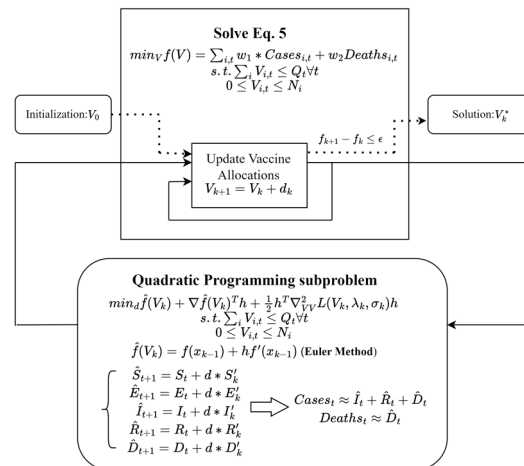 Solve Eq. 5
min_V f(V) = ∑_{i,t} w_1 * Cases_{i,t} + w_2 Deaths_{i,t}
s.t. ∑_i V_{i,t} ≤ Q_t ∀t
0 ≤ V_{i,t} ≤ N_i
Initialization:V_0
Solution:V_k^*
f_{k+1} − f_k ≤ ϵ
Update Vaccine
Allocations
V_{k+1} = V_k + d_k
Quadratic Programming subproblem
min_d f̂(V_k) + ∇f̂(V_k)^T h + ½h^T ∇²_{VV} L(V_k, λ_k, σ_k)h
s.t. ∑_i V_{i,t} ≤ Q_t ∀t
0 ≤ V_{i,t} ≤ N_i
f̂(V_k) = f(x_{k−1}) + hf′(x_{k−1}) (Euler Method)
Ŝ_{t+1} = S_t + d * S′_k
Ê_{t+1} = E_t + d * E′_k
Î_{t+1} = I_t + d * I′_k
R̂_{t+1} = R_t + d * R′_k
D̂_{t+1} = D_t + d * D′_k
Cases_t ≈ Î_t + R̂_t + D̂_t
Deaths_t ≈ D̂_t